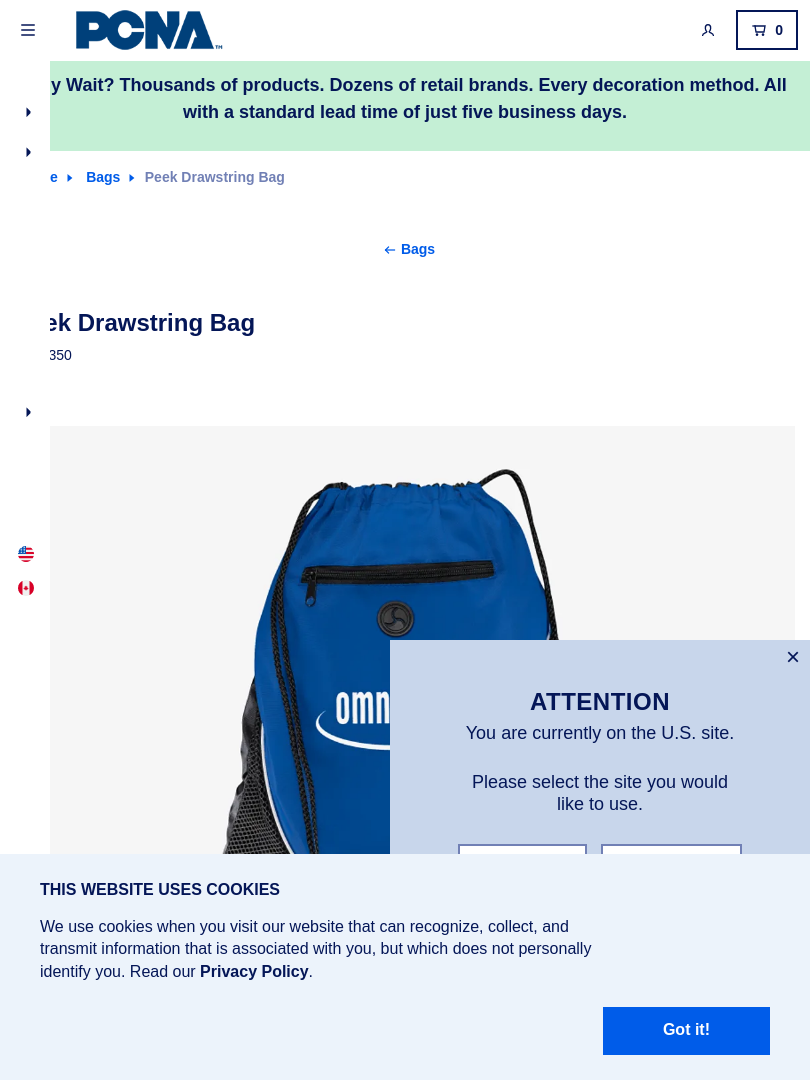 PCNA™
0
y Wait? Thousands of products. Dozens of retail brands. Every decoration method. All
with a standard lead time of just five business days.
Bags
Peek Drawstring Bag
← Bags
ek Drawstring Bag
350
omn
ATTENTION
You are currently on the U.S. site.
Please select the site you would
like to use.
THIS WEBSITE USES COOKIES
We use cookies when you visit our website that can recognize, collect, and
transmit information that is associated with you, but which does not personally
identify you. Read our Privacy Policy.
Got it!